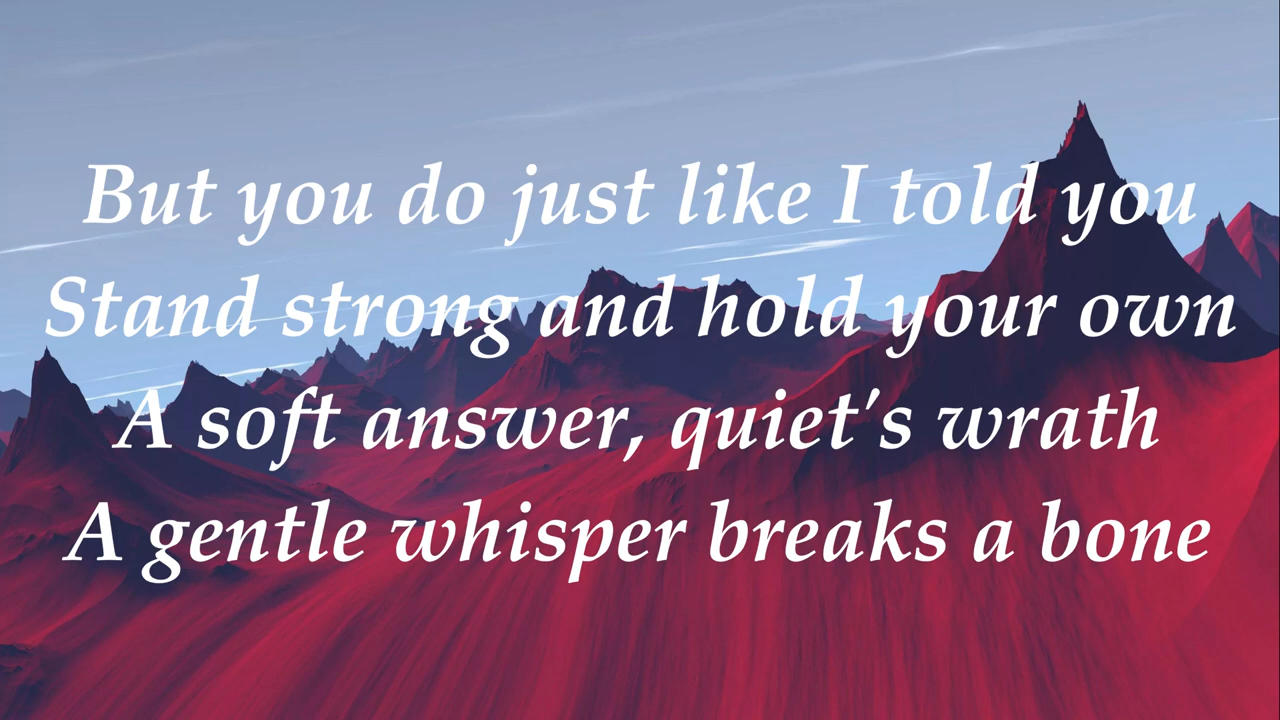 But you do just like I told you
Stand strong and hold your own
A soft answer, quiet's wrath
A gentle whisper breaks a bone